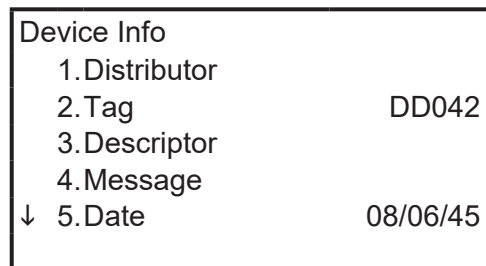 Device Info
1.Distributor
2.Tag DD042
3.Descriptor
4.Message
↓ 5.Date 08/06/45